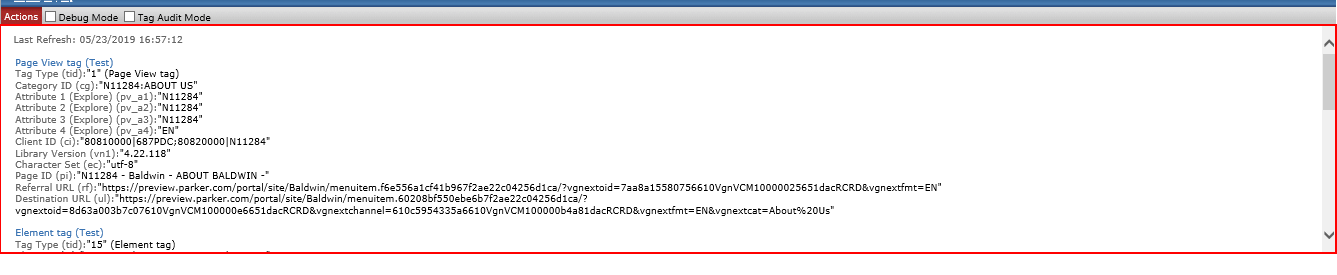 Actions Debug Mode Tag Audit Mode
Last Refresh: 05/23/2019 16:57:12
Page View tag (Test)
Tag Type (tid):"1" (Page View tag)
Category ID (cg):"N11284:ABOUT US"
Attribute 1 (Explore) (pv_a1):"N11284"
Attribute 2 (Explore) (pv_a2):"N11284"
Attribute 3 (Explore) (pv_a3):"N11284"
Attribute 4 (Explore) (pv_a4):"EN"
Client ID (ci):"80810000|687PDC;80820000|N11284"
Library Version (vn1):"4.22.118"
Character Set (ec):"utf-8"
Page ID (pi):"N11284 - Baldwin - ABOUT BALDWIN -"
Referral URL (rf):"https://preview.parker.com/portal/site/Baldwin/menuitem.f6e556a1cf41b967f2ae22c04256d1ca/?vgnextoid=7aa8a15580756610VgnVCM10000025651dacRCRD&vgnextfmt=EN"
Destination URL (ul):"https://preview.parker.com/portal/site/Baldwin/menuitem.60208bf550ebe6b7f2ae22c04256d1ca/?
vgnextoid=8d63a003b7c07610VgnVCM100000e6651dacRCRD&vgnextchannel=610c5954335a6610VgnVCM100000b4a81dacRCRD&vgnextfmt=EN&vgnextcat=About%20Us"
Element tag (Test)
Tag Type (tid):"15" (Element tag)